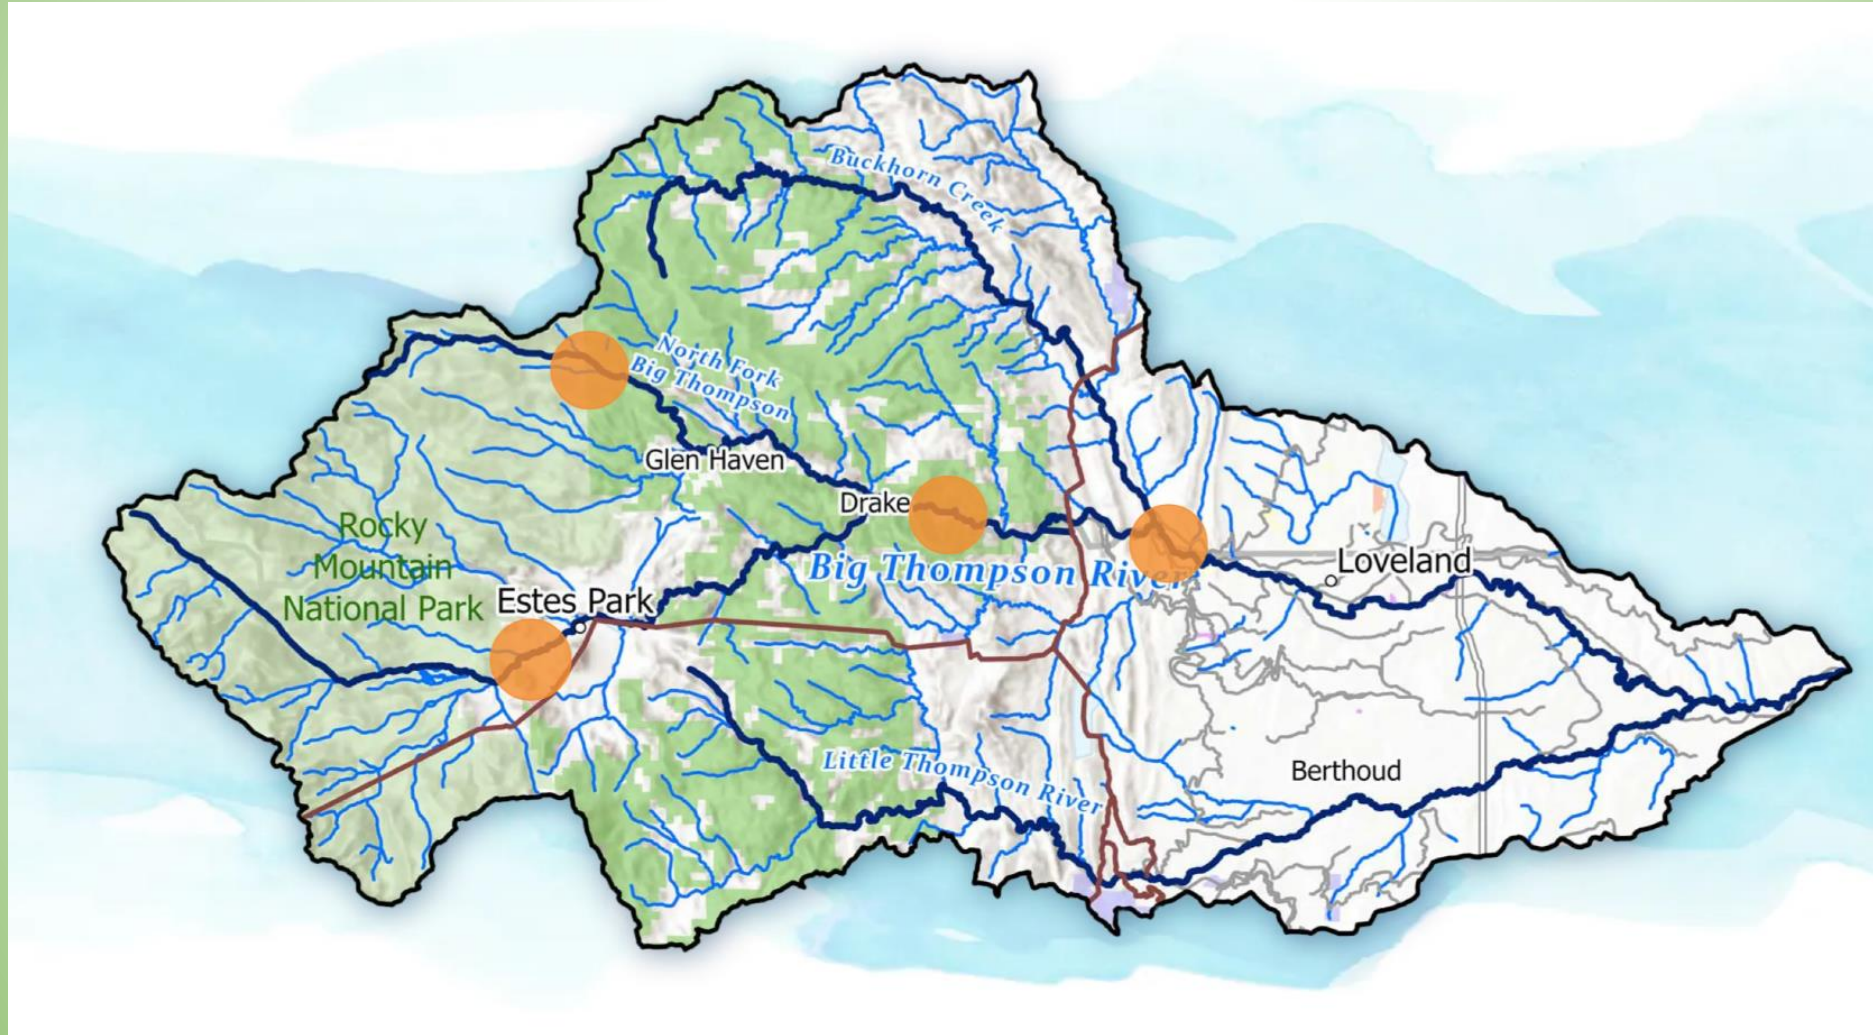 Buckhorn Creek
North Fork
Big Thompson
Glen Haven
Drake
Rocky
Mountain
National Park
Big Thompson River
Loveland
Estes Park
Little Thompson River
Berthoud